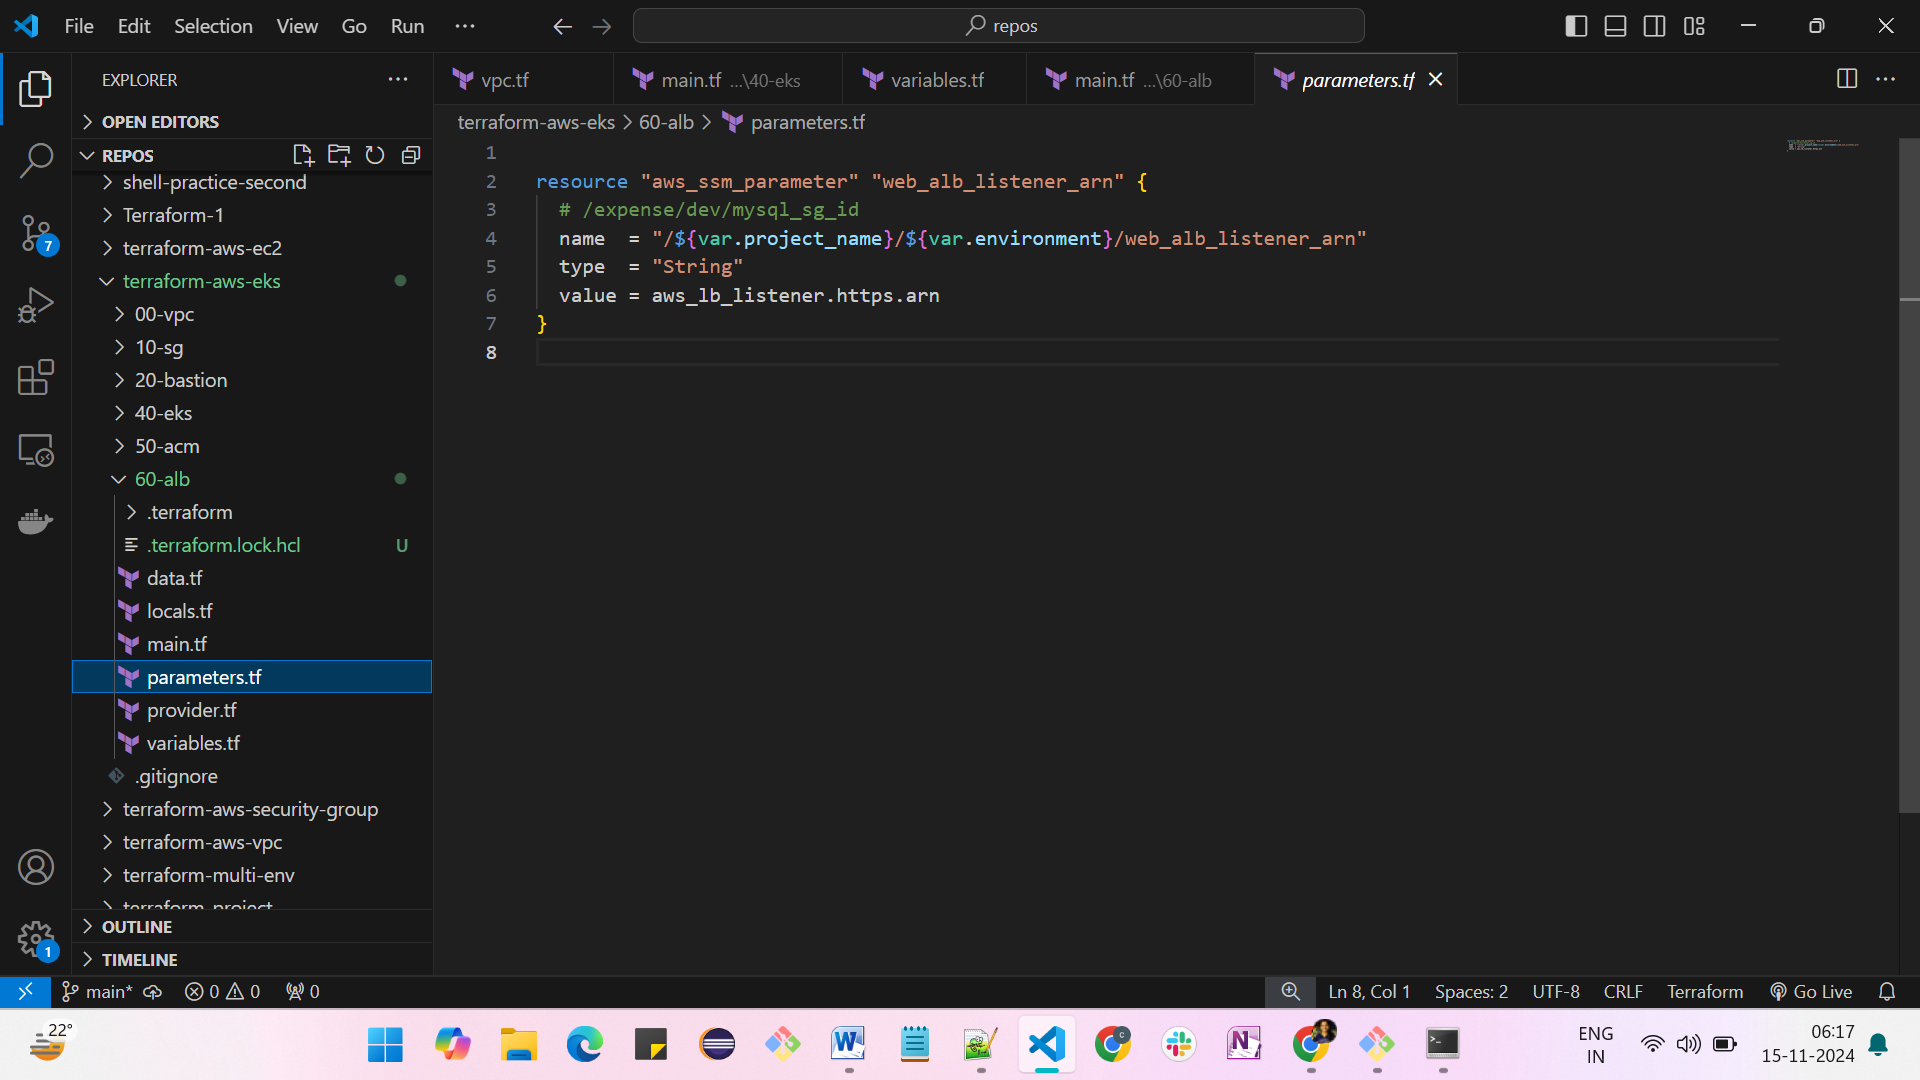 File Edit Selection View Go Run ···
repos
EXPLORER
vpc.tf
main.tf ...\40-eks
variables.tf
main.tf ...\60-alb
parameters.tf
OPEN EDITORS
REPOS
shell-practice-second
Terraform-1
terraform-aws-ec2
terraform-aws-eks
00-vpc
10-sg
20-bastion
40-eks
50-acm
60-alb
.terraform
.terraform.lock.hcl U
data.tf
locals.tf
main.tf
parameters.tf
provider.tf
variables.tf
.gitignore
terraform-aws-security-group
terraform-aws-vpc
terraform-multi-env
terraform-project
OUTLINE
TIMELINE
7
1
terraform-aws-eks > 60-alb > parameters.tf
1
2 resource "aws_ssm_parameter" "web_alb_listener_arn" {
3 # /expense/dev/mysql_sg_id
4 name = "/${var.project_name}/${var.environment}/web_alb_listener_arn"
5 type = "String"
6 value = aws_lb_listener.https.arn
7 }
8
main* 0 0 0
Ln 8, Col 1 Spaces: 2 UTF-8 CRLF Terraform Go Live
22°
ENG
IN
06:17
15-11-2024